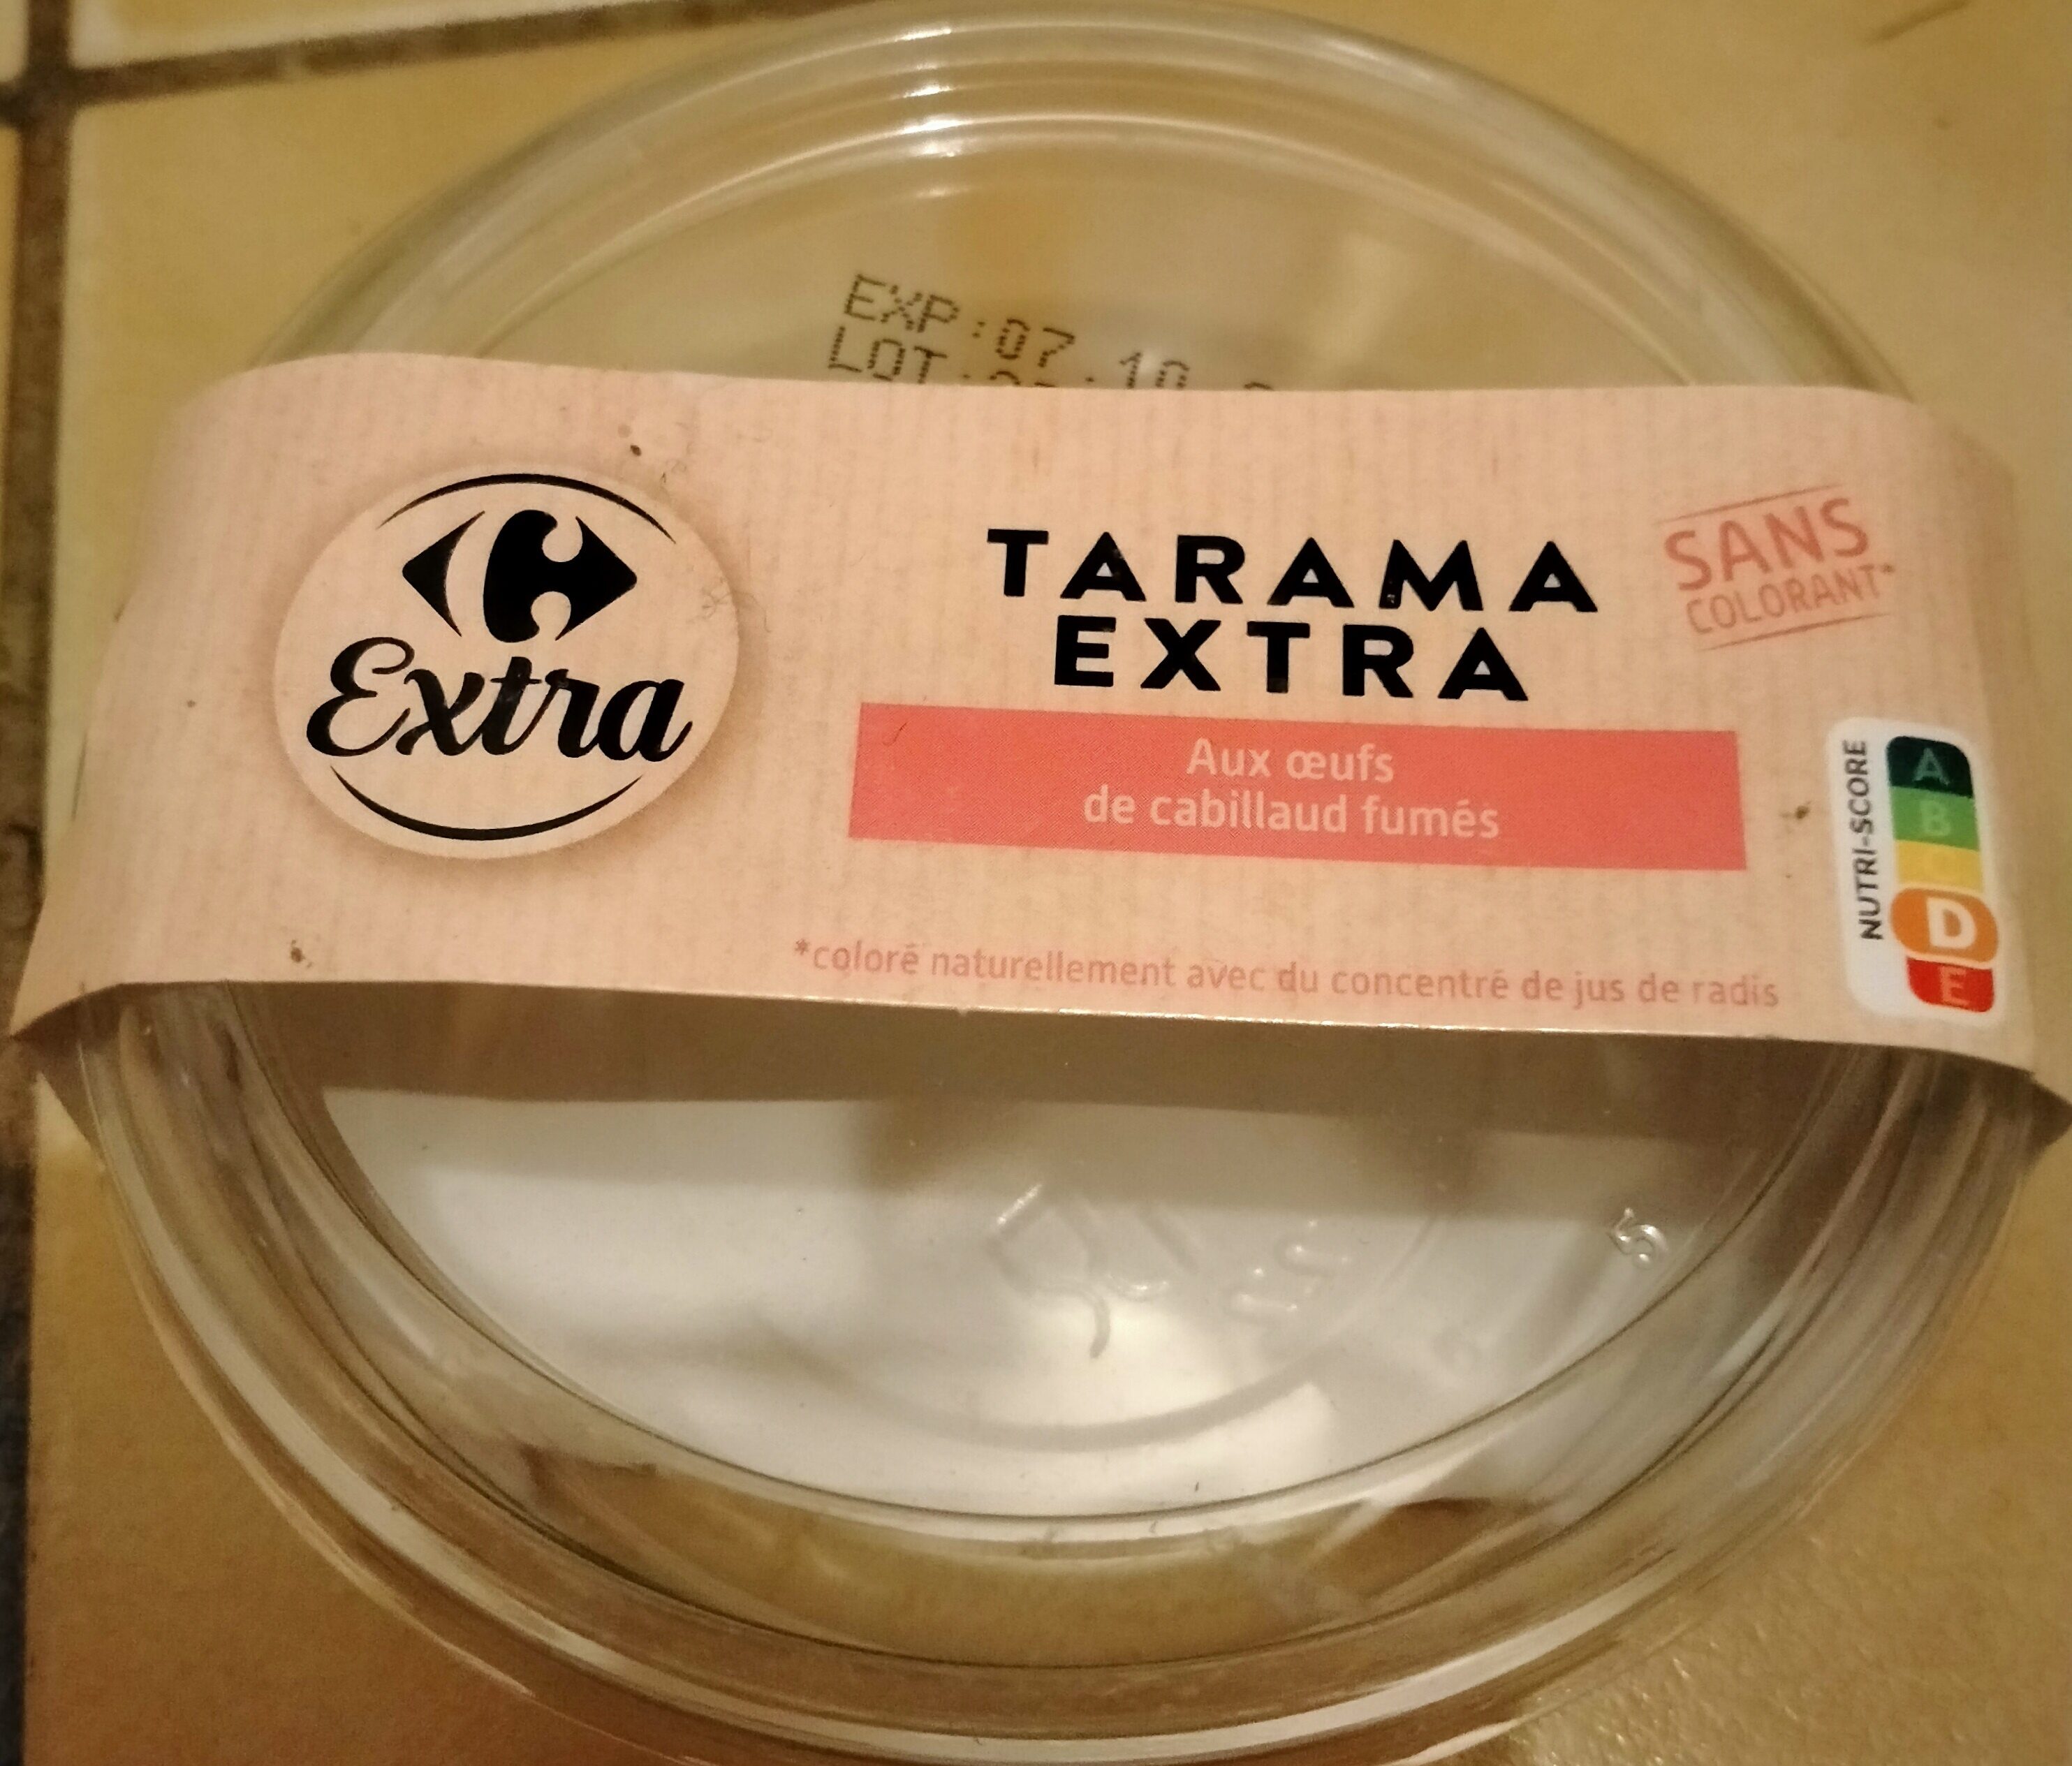 EXP:07.10
LOT:
Extra
TARAMA
EXTRA
SANS
COLORANT*
Aux œufs
de cabillaud fumés
NUTRI-SCORE
A
B
C
D
E
*coloré naturellement avec du concentré de jus de radis
5